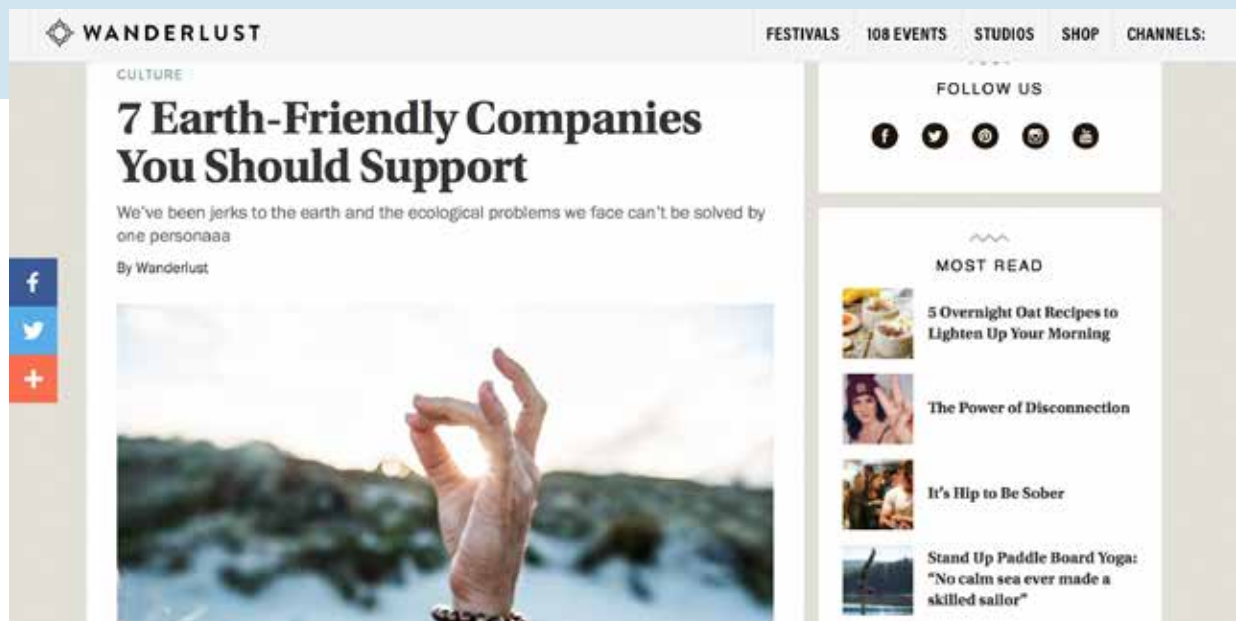 WANDERLUST
FESTIVALS 108 EVENTS STUDIOS SHOP CHANNELS:
CULTURE
7 Earth-Friendly Companies
You Should Support
We've been jerks to the earth and the ecological problems we face can't be solved by
one personaaa
By Wanderlust
FOLLOW US
MOST READ
5 Overnight Oat Recipes to
Lighten Up Your Morning
The Power of Disconnection
It's Hip to Be Sober
Stand Up Paddle Board Yoga:
"No calm sea ever made a
skilled sailor"